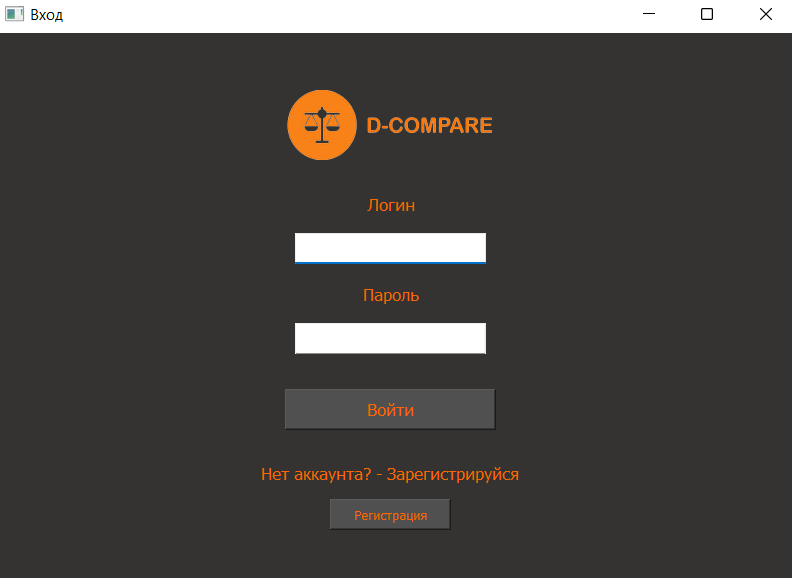 Вход
D-COMPARE
Логин
Пароль
Войти
Нет аккаунта? - Зарегистрируйся
Регистрация